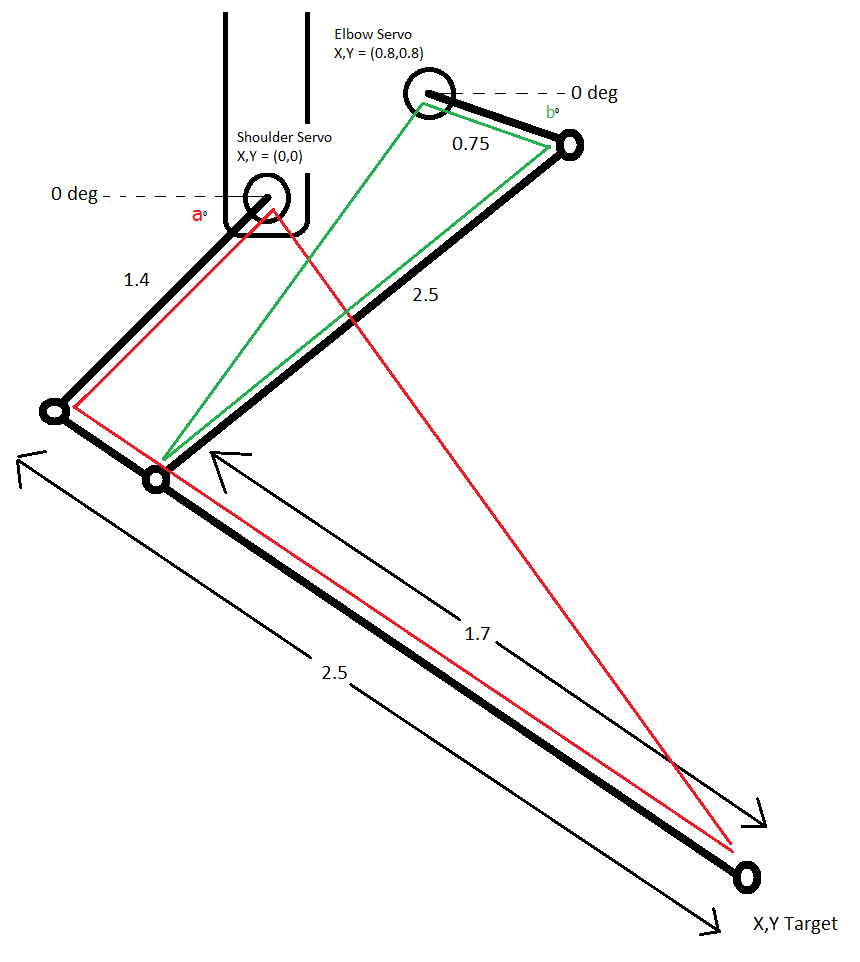 Elbow Servo
X,Y = (0.8,0.8)
0 deg
b°
0.75
Shoulder Servo
X,Y = (0,0)
0 deg
a°
1.4
2.5
1.7
2.5
X,Y Target